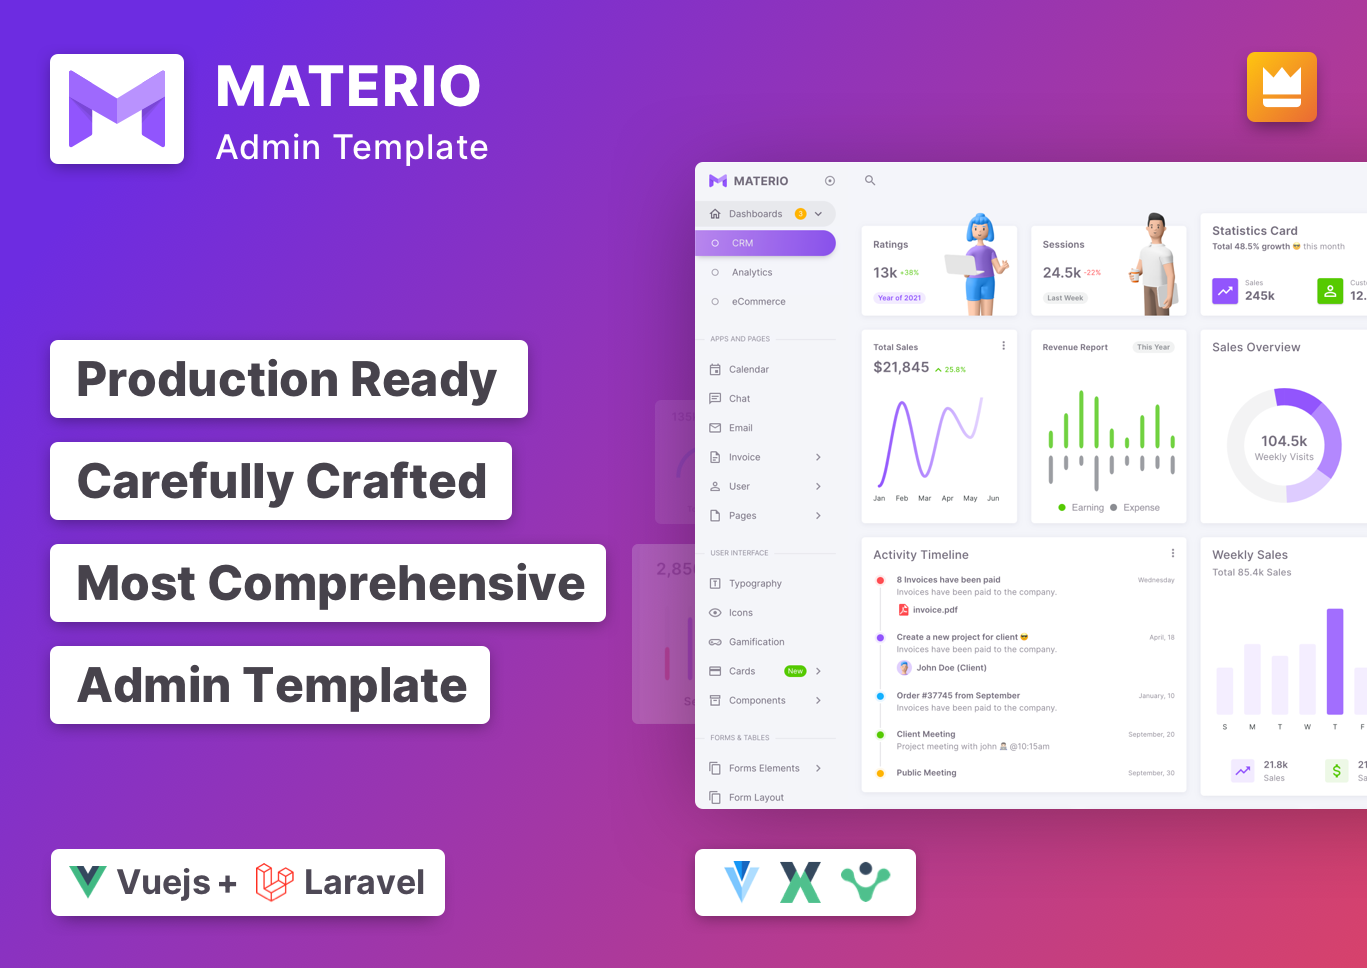 MATERIO
Admin Template
Production Ready
Carefully Crafted
Most Comprehensive
Admin Template
Vuejs + Laravel
MATERIO
Dashboards 3
CRM
Analytics
eCommerce
APPS AND PAGES
Calendar
Chat
Email
Invoice
User
Pages
USER INTERFACE
Typography
Icons
Gamification
Cards New
Components
FORMS & TABLES
Forms Elements
Form Layout
Ratings
13k +38%
Year of 2021
Sessions
24.5k -22%
Last Week
Statistics Card
Total 48.5% growth 😎 this month
Sales
245k
Custo
12.
Total Sales
$21,845 25.8%
Jan Feb Mar Apr May Jun
Revenue Report This Year
Earning Expense
Sales Overview
104.5k
Weekly Visits
Activity Timeline
8 Invoices have been paid Wednesday
Invoices have been paid to the company.
invoice.pdf
Create a new project for client 😎 April, 18
Invoices have been paid to the company.
John Doe (Client)
Order #37745 from September January, 10
Invoices have been paid to the company.
Client Meeting September, 20
Project meeting with john @10:15am
Public Meeting September, 30
Weekly Sales
Total 85.4k Sales
S M T W T F
21.8k
Sales
21
Sa
2,85